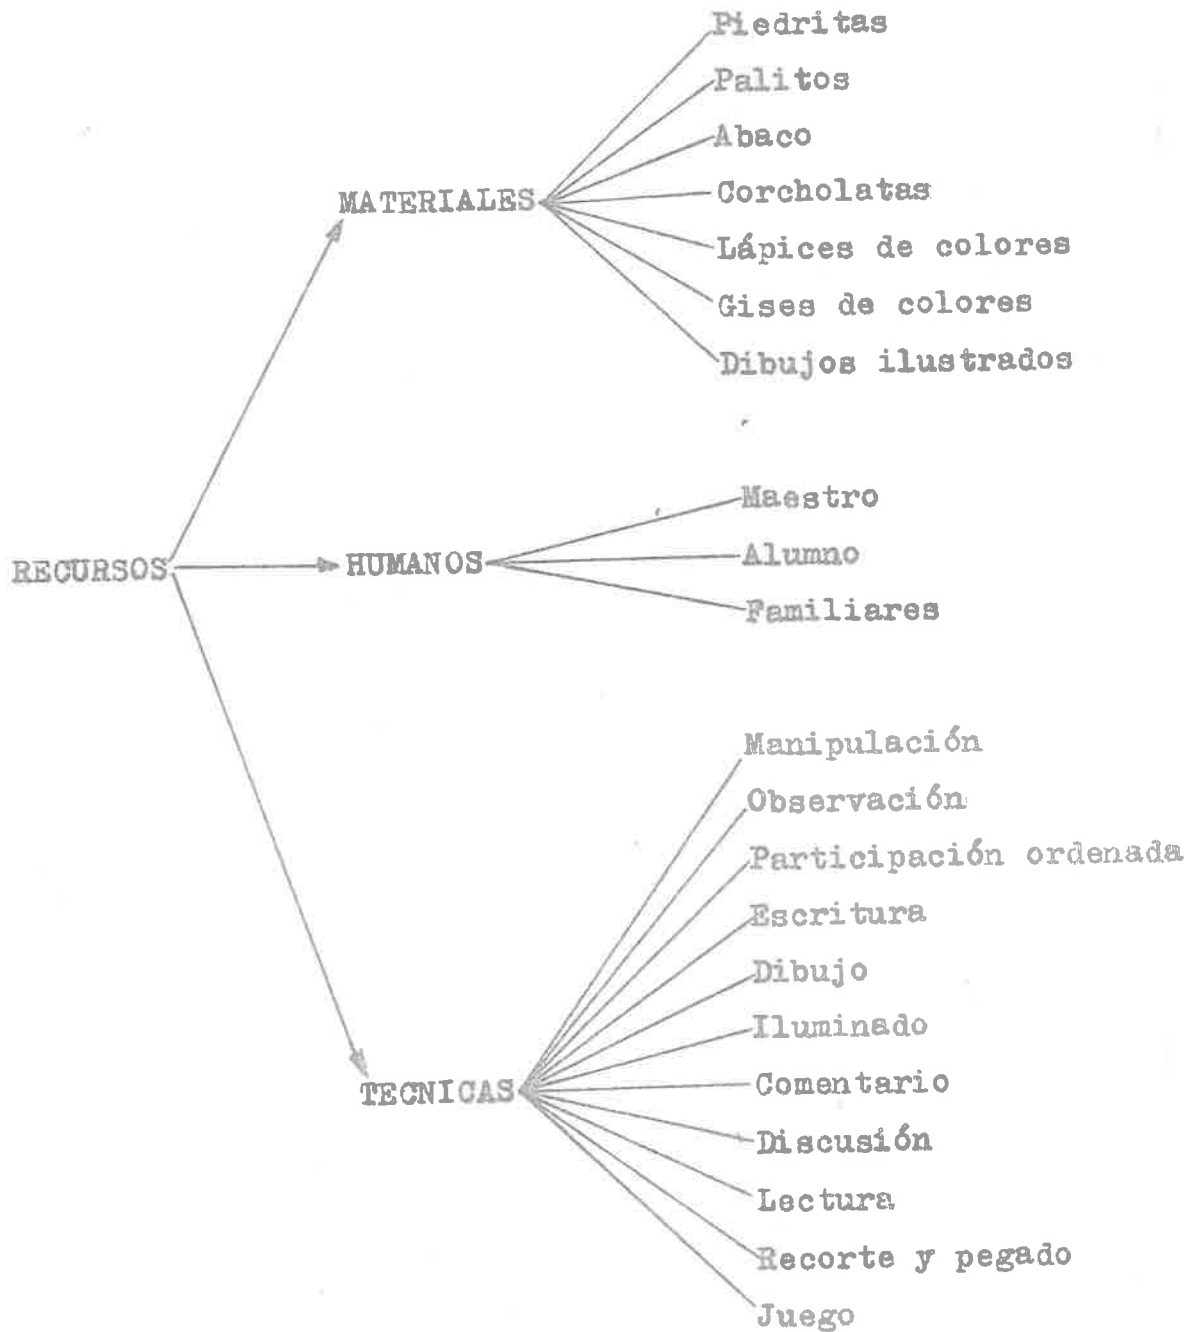 Piedritas
Palitos
Abaco
MATERIALES
Corcholatas
Lápices de colores
Gises de colores
Dibujos ilustrados
Maestro
RECURSOS
HUMANOS
Alumno
Familiares
Manipulación
Observación
Participación ordenada
Escritura
Dibujo
Iluminado
TECNICAS
Comentario
Discusión
Lectura
Recorte y pegado
Juego